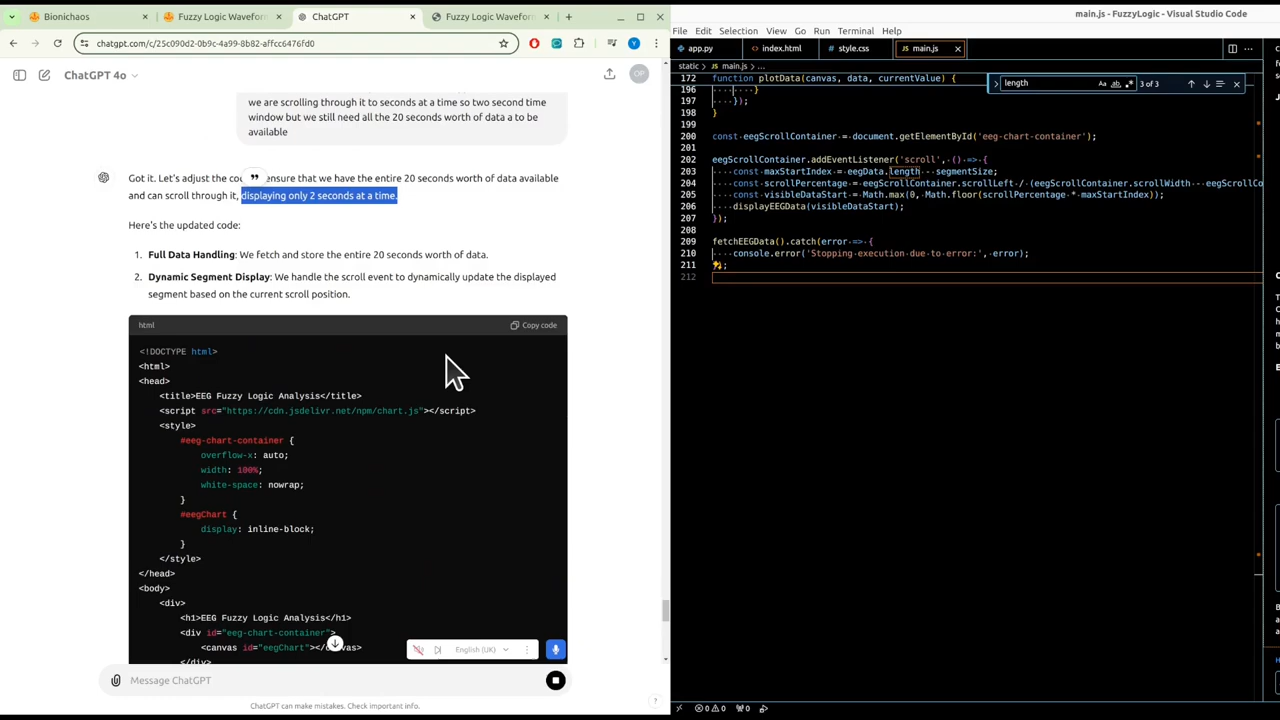 Bionichaos
Fuzzy Logic Waveform
ChatGPT
Fuzzy Logic Waveform
chatgpt.com/c/25c090d2-0b9c-4a99-8b82-affcc6476fd0
Y
ChatGPT 4o
OP
we are scrolling through it to seconds at a time so two second time
window but we still need all the 20 seconds worth of data a to be
available
Got it. Let's adjust the co ensure that we have the entire 20 seconds worth of data available
and can scroll through it, displaying only 2 seconds at a time.
Here's the updated code:
1. Full Data Handling: We fetch and store the entire 20 seconds worth of data.
2. Dynamic Segment Display: We handle the scroll event to dynamically update the displayed
segment based on the current scroll position.
html
Copy code
<!DOCTYPE html>
<html>
<head>
<title>EEG Fuzzy Logic Analysis</title>
<script src="https://cdn.jsdelivr.net/npm/chart.js"></script>
<style>
#eeg-chart-container {
overflow-x: auto;
width: 100%;
white-space: nowrap;
}
#eegChart {
display: inline-block;
}
</style>
</head>
<body>
<div>
<h1>EEG Fuzzy Logic Analysis</h1>
<div id="eeg-chart-container">
<canvas id="eegChart"></canvas>
</div>
English (UK)
Message ChatGPT
ChatGPT can make mistakes. Check important info.
?
main.js - FuzzyLogic - Visual Studio Code
File Edit Selection View Go Run Terminal Help
app.py
index.html
style.css
main.js
static > main.js > ...
length
Aa ab 3 of 3
172 function plotData(canvas, data, currentValue) {
196 }
197 });
198 }
199
200 const eegScrollContainer = document.getElementById('eeg-chart-container');
201
202 eegScrollContainer.addEventListener('scroll', () => {
203 const maxStartIndex = eegData.length - segmentSize;
204 const scrollPercentage = eegScrollContainer.scrollLeft / (eegScrollContainer.scrollWidth - eegScrollCo
205 const visibleDataStart = Math.max(0, Math.floor(scrollPercentage * maxStartIndex));
206 displayEEGData(visibleDataStart);
207 });
208
209 fetchEEGData().catch(error => {
210 console.error('Stopping execution due to error:', error);
211 });
212
0 0 0